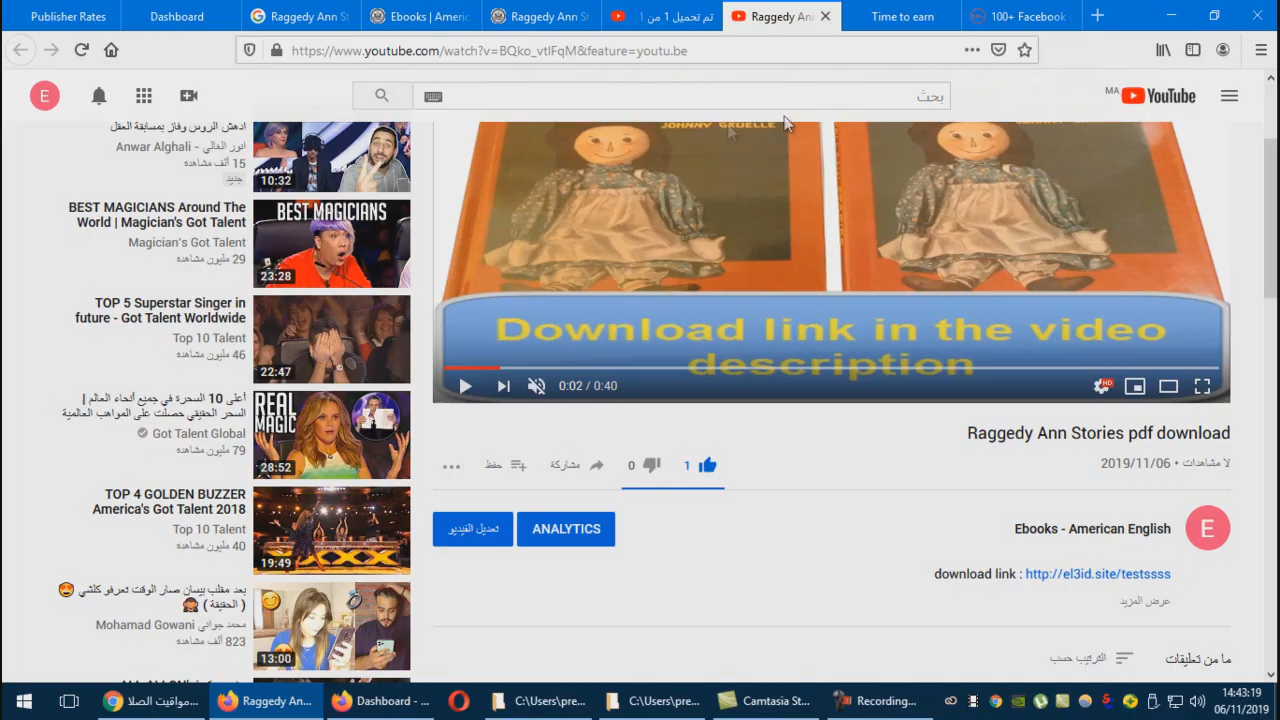 Publisher Rates
Dashboard
Raggedy Ann St
Ebooks | Americ
Raggedy Ann St
تم تحميل 1 من 1
Raggedy Ann
Time to earn
100+ Facebook
https://www.youtube.com/watch?v=BQko_vtIFqM&feature=youtu.be
E
بحث
MA
YouTube
ادهش الروس وفاز بمسابقة العقل
انور الغالي - Anwar Alghali
15 ألف مشاهدة
جديد
10:32
BEST MAGICIANS Around The
World | Magician's Got Talent
Magician's Got Talent
29 مليون مشاهدة
BEST MAGICIANS
23:28
TOP 5 Superstar Singer in
future - Got Talent Worldwide
Top 10 Talent
46 مليون مشاهدة
22:47
أعلى 10 السحرة في جميع أنحاء العالم |
السحر الحقيقي حصلت على المواهب العالمية
Got Talent Global
79 مليون مشاهدة
REAL
MAGIC
28:52
TOP 4 GOLDEN BUZZER
America's Got Talent 2018
Top 10 Talent
40 مليون مشاهدة
19:49
بعد مقلب بيسان صار الوقت تعرفو كلشي
( الحقيقة )
محمد جواني Mohamad Gowani
823 ألف مشاهدة
13:00
JOHNNY GRUELLE
Download link in the video
description
0:02 / 0:40
HD
Raggedy Ann Stories pdf download
لا مشاهدات • 2019/11/06
1
0
مشاركة
حفظ
تعديل الفيديو
ANALYTICS
Ebooks - American English
E
download link : http://el3id.site/testssss
عرض المزيد
ما من تعليقات
الترتيب حسب
مواقيت الصلا...
Raggedy Ann...
Dashboard - ...
C:\Users\pre...
C:\Users\pre...
Camtasia St...
Recording...
14:43:19
06/11/2019